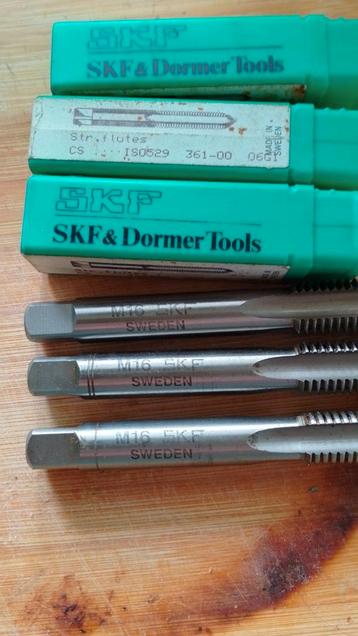 SKF
SKF & Dormer Tools
Str.flutes
CS ISO529 361-00
MADE IN
SWEDEN
SKF
SKF & Dormer Tools
M16 SKF
SWEDEN
M16 SKF
SWEDEN
M16 SKF
SWEDEN